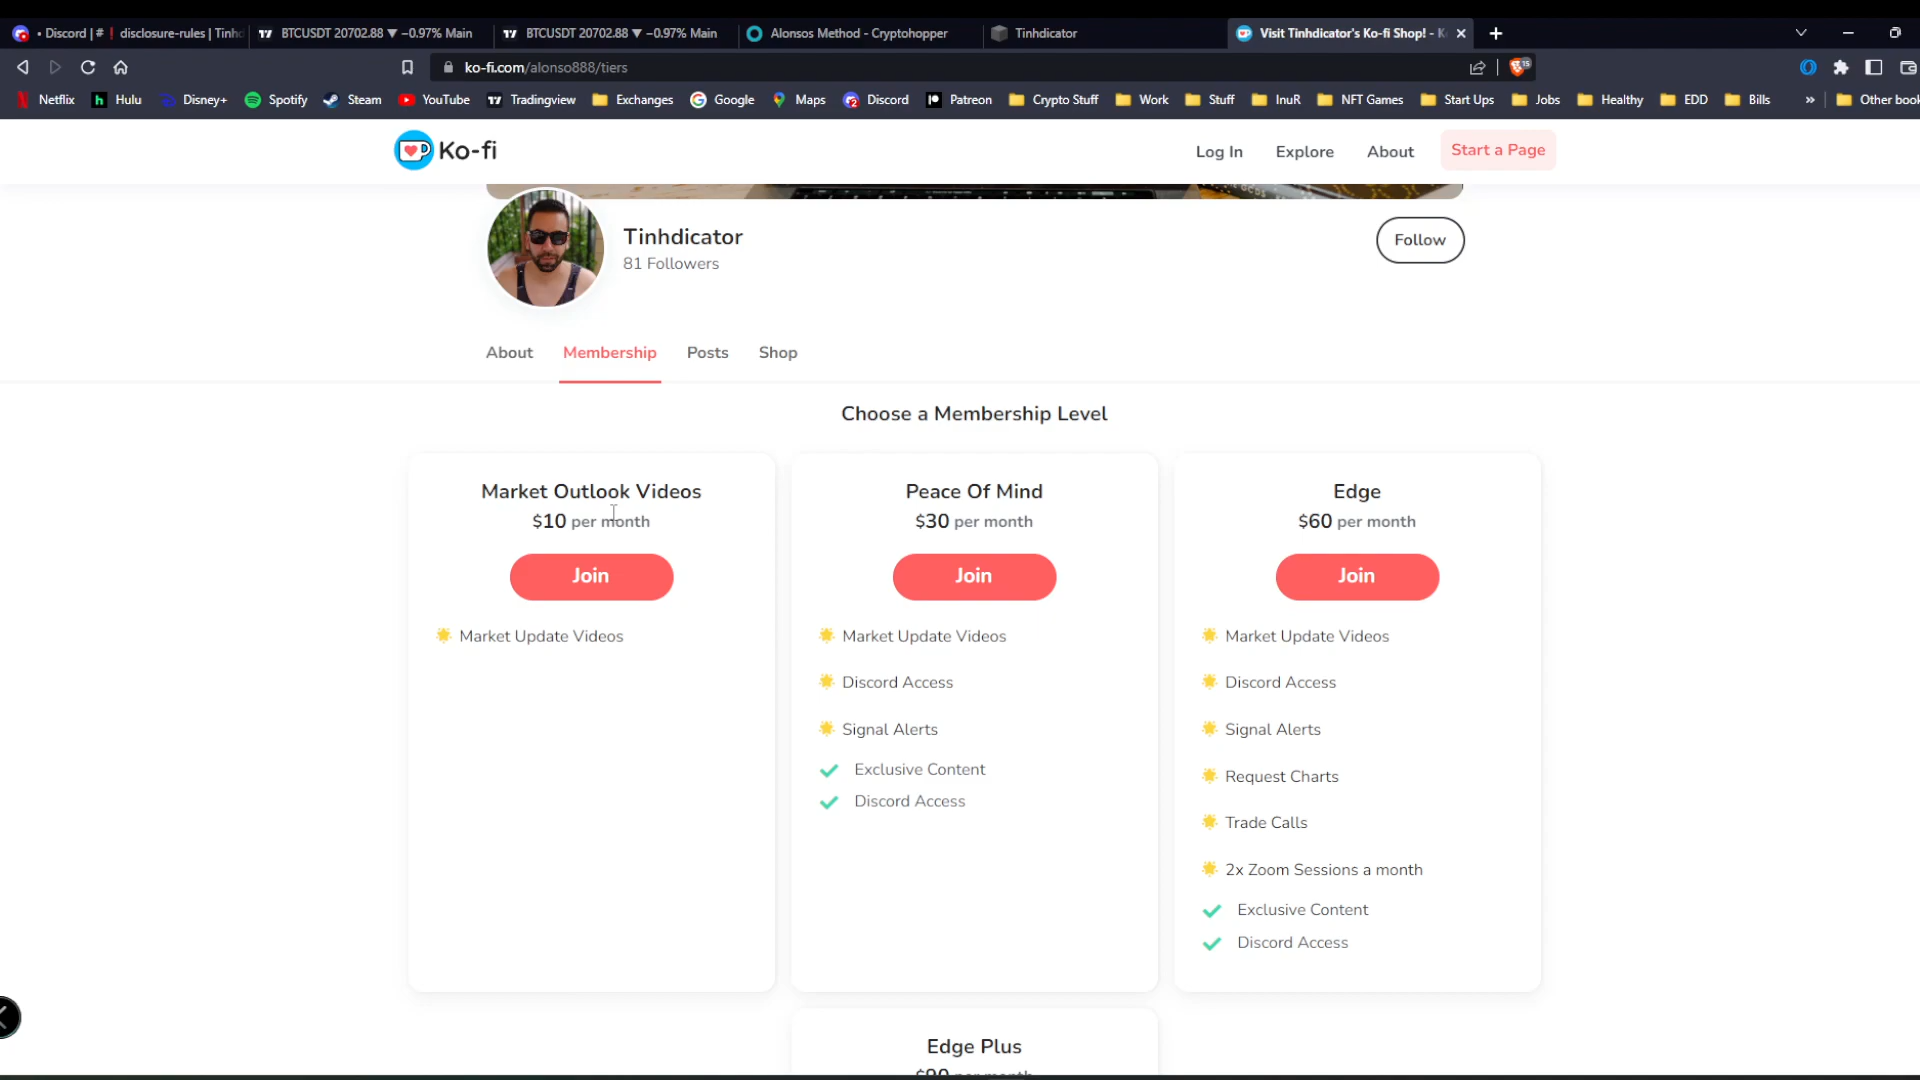 • Discord | # ❗ disclosure-rules | Tinhd
BTCUSDT 20702.88 ▼ −0.97% Main
BTCUSDT 20702.88 ▼ −0.97% Main
Alonsos Method - Cryptohopper
Tinhdicator
Visit Tinhdicator's Ko-fi Shop! - K
ko-fi.com/alonso888/tiers
15
Netflix
Hulu
Disney+
Spotify
Steam
YouTube
Tradingview
Exchanges
Google
Maps
Discord
Patreon
Crypto Stuff
Work
Stuff
InuR
NFT Games
Start Ups
Jobs
Healthy
EDD
Bills
»
Other book
Ko-fi
Log In
Explore
About
Start a Page
Tinhdicator
81 Followers
Follow
About
Membership
Posts
Shop
Choose a Membership Level
Market Outlook Videos
$10 per month
Join
🌟 Market Update Videos
Peace Of Mind
$30 per month
Join
🌟 Market Update Videos
🌟 Discord Access
🌟 Signal Alerts
Exclusive Content
Discord Access
Edge
$60 per month
Join
🌟 Market Update Videos
🌟 Discord Access
🌟 Signal Alerts
🌟 Request Charts
🌟 Trade Calls
🌟 2x Zoom Sessions a month
Exclusive Content
Discord Access
Edge Plus
$90 per month